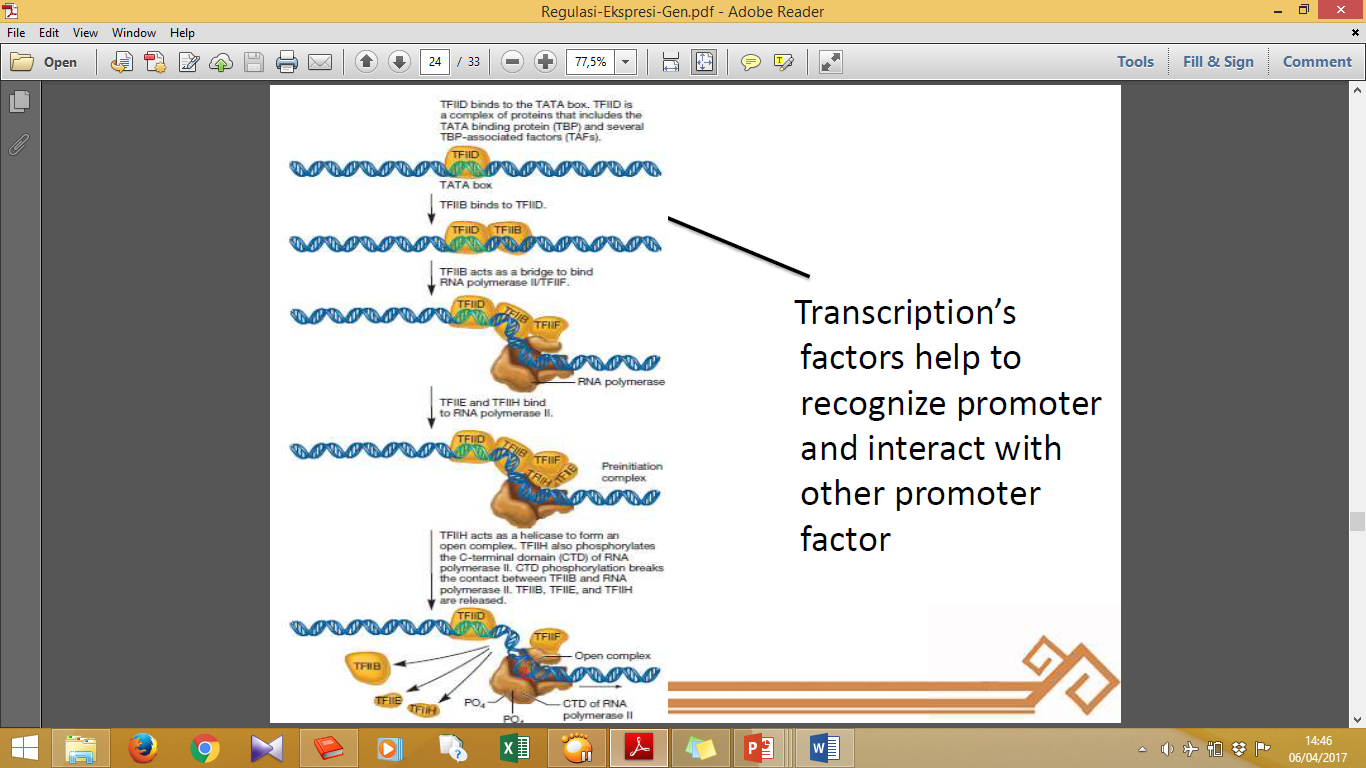 Regulasi-Ekspresi-Gen.pdf - Adobe Reader
File Edit View Window Help
Open 24 / 33 77,5% Tools Fill & Sign Comment
TFIID binds to the TATA box. TFIID is
a complex of proteins that includes the
TATA binding protein (TBP) and several
TBP-associated factors (TAFs).
TFIID
TATA box
TFIIB binds to TFIID.
TFIID TFIIB
TFIIB acts as a bridge to bind
RNA polymerase II/TFIIF.
TFIID
TFIIB
TFIIF
RNA polymerase
TFIIE and TFIIH bind
to RNA polymerase II.
TFIID
TFIIB
TFIIF
TFIIH
TFIIE
Preinitiation
complex
TFIIH acts as a helicase to form an
open complex. TFIIH also phosphorylates
the C-terminal domain (CTD) of RNA
polymerase II. CTD phosphorylation breaks
the contact between TFIIB and RNA
polymerase II. TFIIB, TFIIE, and TFIIH
are released.
TFIID
TFIIF
Open complex
TFIIB
TFIIE
TFIIH
PO4
PO4
CTD of RNA
polymerase II
Transcription’s
factors help to
recognize promoter
and interact with
other promoter
factor
14:46
06/04/2017